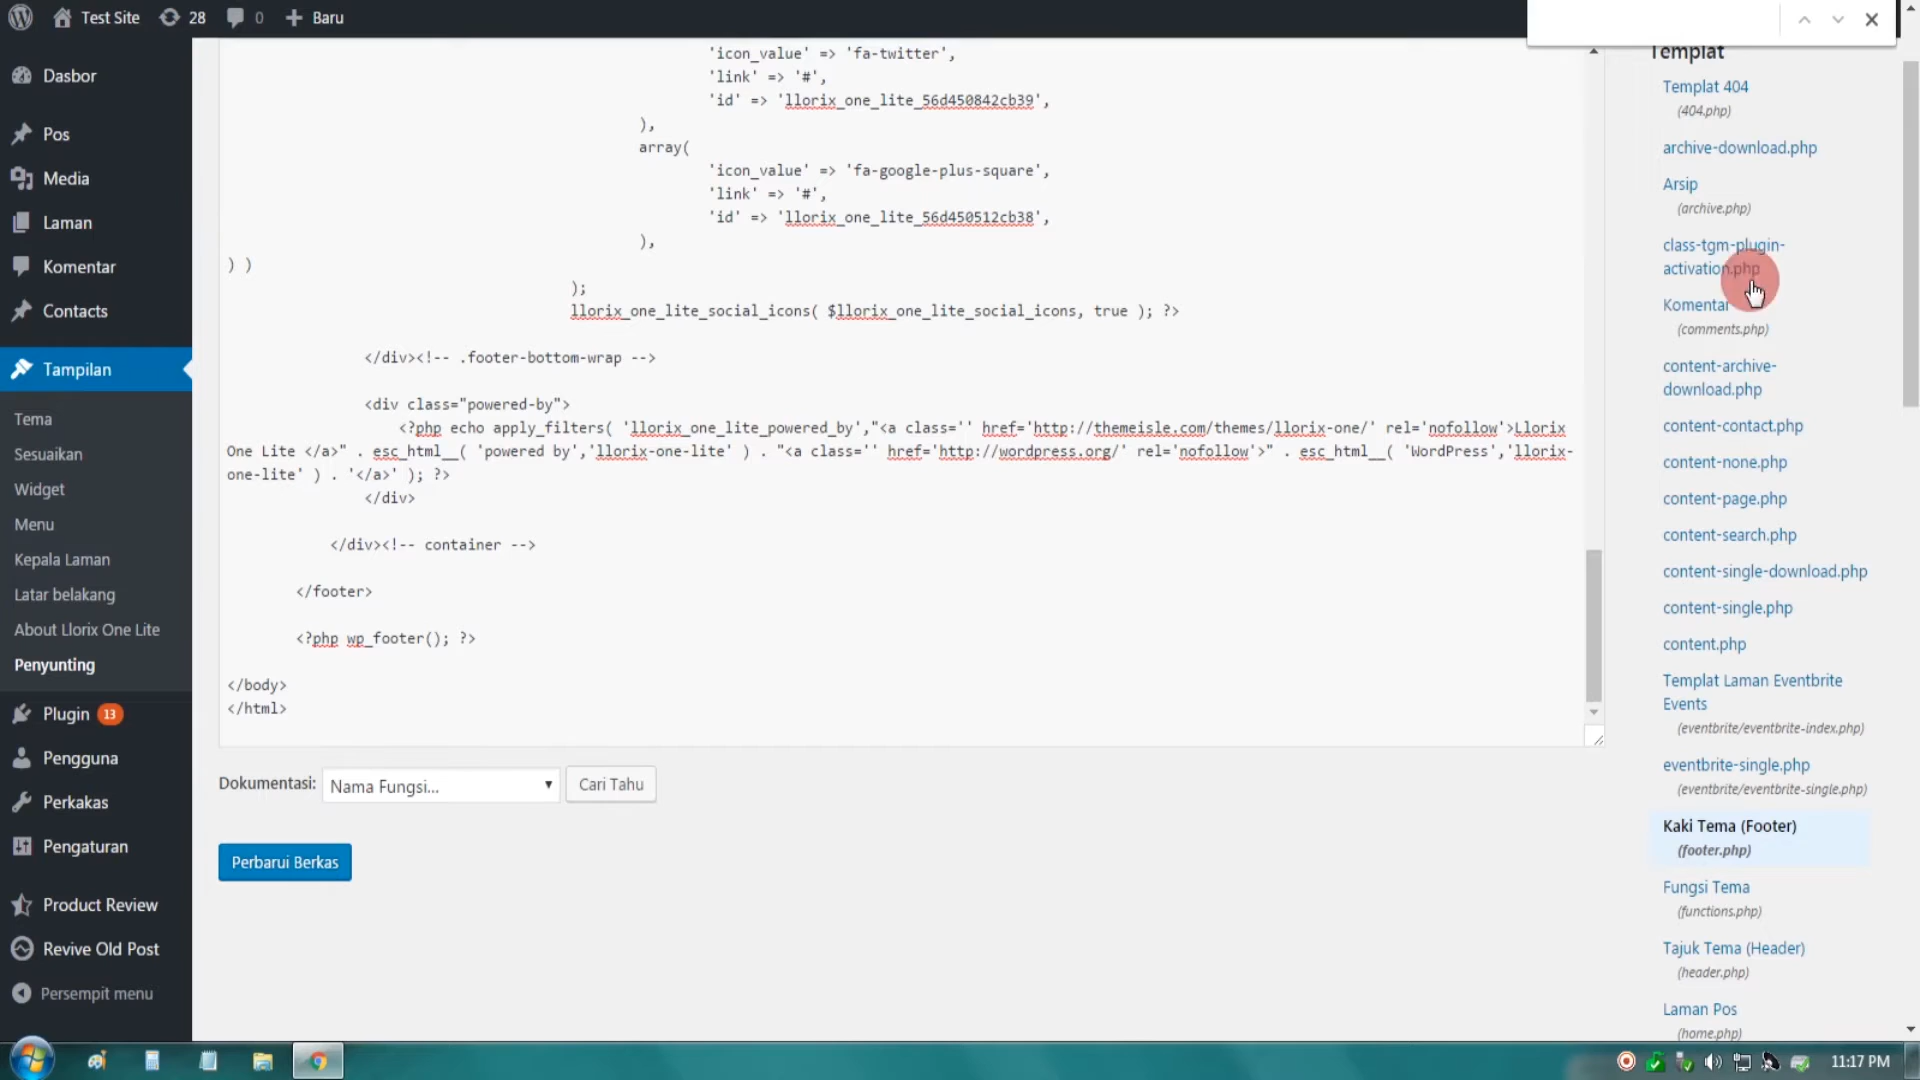 Test Site 28 0 Baru
Dasbor
Pos
Media
Laman
Komentar
Contacts
Tampilan
Tema
Sesuaikan
Widget
Menu
Kepala Laman
Latar belakang
About Llorix One Lite
Penyunting
Plugin 13
Pengguna
Perkakas
Pengaturan
Product Review
Revive Old Post
Persempit menu
'icon_value' => 'fa-twitter',
'link' => '#',
'id' => 'llorix_one_lite_56d450842cb39',
),
array(
'icon_value' => 'fa-google-plus-square',
'link' => '#',
'id' => 'llorix_one_lite_56d450512cb38',
),
) )
);
llorix_one_lite_social_icons( $llorix_one_lite_social_icons, true ); ?>
</div><!-- .footer-bottom-wrap -->
<div class="powered-by">
<?php echo apply_filters( 'llorix_one_lite_powered_by',"<a class='' href='http://themeisle.com/themes/llorix-one/' rel='nofollow'>Llorix
One Lite </a>" . esc_html__( 'powered by','llorix-one-lite' ) . "<a class='' href='http://wordpress.org/' rel='nofollow'>" . esc_html__( 'WordPress','llorix-
one-lite' ) . '</a>' ); ?>
</div>
</div><!-- container -->
</footer>
<?php wp_footer(); ?>
</body>
</html>
Dokumentasi: Nama Fungsi... Cari Tahu
Perbarui Berkas
Templat
Templat 404
(404.php)
archive-download.php
Arsip
(archive.php)
class-tgm-plugin-
activation.php
Komentar
(comments.php)
content-archive-
download.php
content-contact.php
content-none.php
content-page.php
content-search.php
content-single-download.php
content-single.php
content.php
Templat Laman Eventbrite
Events
(eventbrite/eventbrite-index.php)
eventbrite-single.php
(eventbrite/eventbrite-single.php)
Kaki Tema (Footer)
(footer.php)
Fungsi Tema
(functions.php)
Tajuk Tema (Header)
(header.php)
Laman Pos
(home.php)
11:17 PM